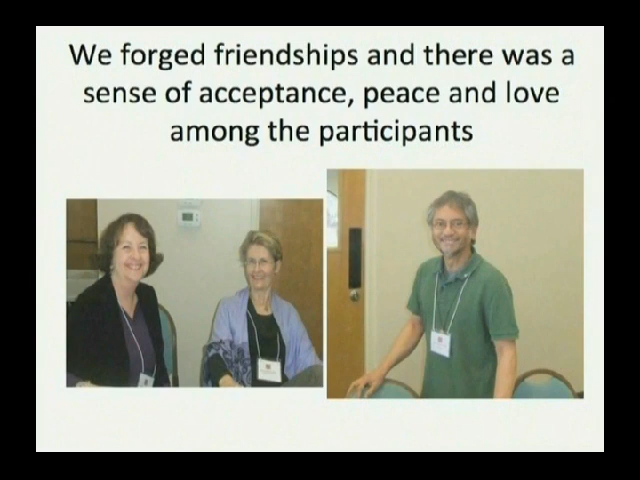 We forged friendships and there was a
sense of acceptance, peace and love
among the participants